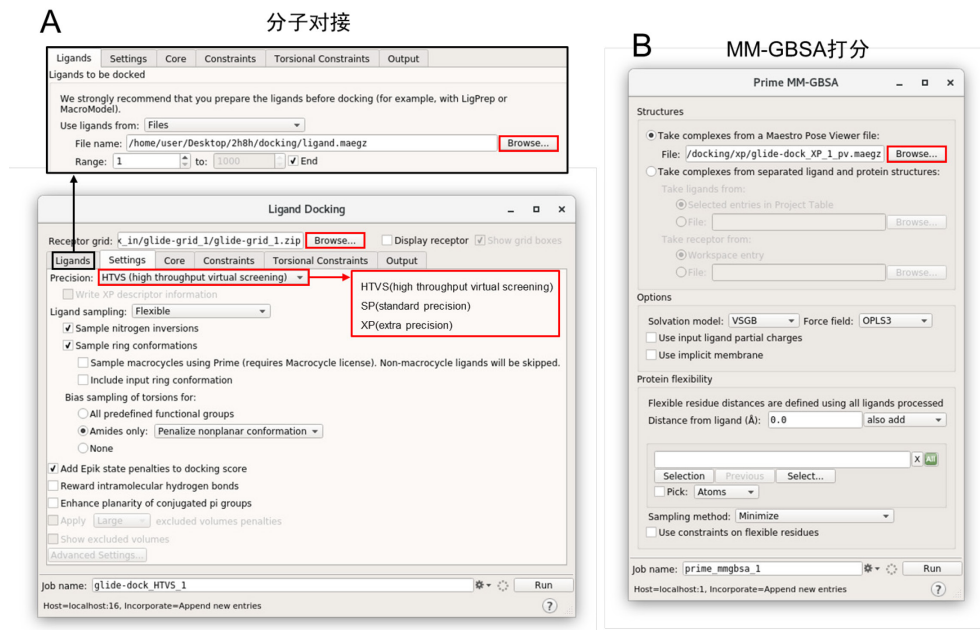 A
分子对接
Ligands Settings Core Constraints Torsional Constraints Output
Ligands to be docked
We strongly recommend that you prepare the ligands before docking (for example, with LigPrep or
MacroModel).
Use ligands from: Files
File name: /home/user/Desktop/2h8h/docking/ligand.maegz Browse...
Range: 1 to: 1000 End
Ligand Docking
Receptor grid: x_in/glide-grid_1/glide-grid_1.zip Browse... Display receptor Show grid boxes
Ligands Settings Core Constraints Torsional Constraints Output
Precision: HTVS (high throughput virtual screening)
HTVS(high throughput virtual screening)
SP(standard precision)
XP(extra precision)
Write XP descriptor information
Ligand sampling: Flexible
Sample nitrogen inversions
Sample ring conformations
Sample macrocycles using Prime (requires Macrocycle license). Non-macrocycle ligands will be skipped.
Include input ring conformation
Bias sampling of torsions for:
All predefined functional groups
Amides only: Penalize nonplanar conformation
None
Add Epik state penalties to docking score
Reward intramolecular hydrogen bonds
Enhance planarity of conjugated pi groups
Apply Large excluded volumes penalties
Show excluded volumes
Advanced Settings...
Job name: glide-dock_HTVS_1 Run
Host=localhost:16, Incorporate=Append new entries ?
B
MM-GBSA打分
Prime MM-GBSA
Structures
Take complexes from a Maestro Pose Viewer file:
File: /docking/xp/glide-dock_XP_1_pv.maegz Browse...
Take complexes from separated ligand and protein structures:
Take ligands from:
Selected entries in Project Table
File: Browse...
Take receptor from:
Workspace entry
File: Browse...
Options
Solvation model: VSGB Force field: OPLS3
Use input ligand partial charges
Use implicit membrane
Protein flexibility
Flexible residue distances are defined using all ligands processed
Distance from ligand (Å): 0.0 also add
X All
Selection Previous Select...
Pick: Atoms
Sampling method: Minimize
Use constraints on flexible residues
Job name: prime_mmgbsa_1 Run
Host=localhost:1, Incorporate=Append new entries ?